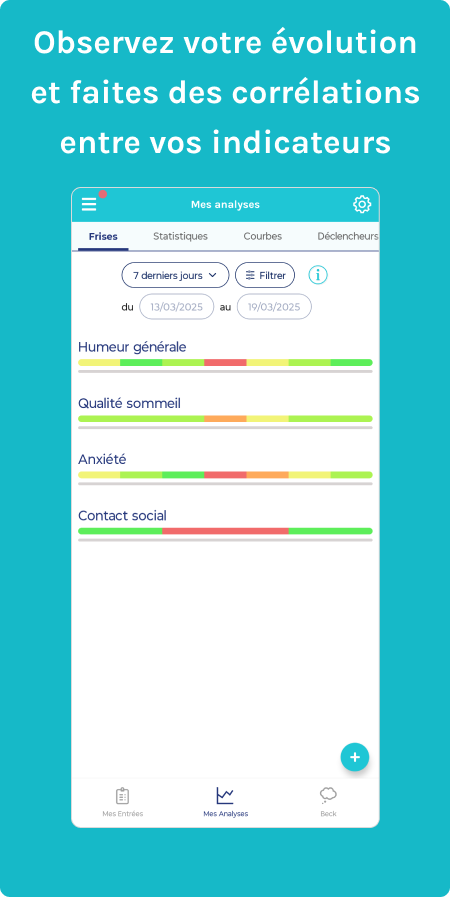 Observez votre évolution
et faites des corrélations
entre vos indicateurs
Mes analyses
Frises Statistiques Courbes Déclencheurs
7 derniers jours Filtrer i
du 13/03/2025 au 19/03/2025
Humeur générale
Qualité sommeil
Anxiété
Contact social
+
Mes Entrées Mes Analyses Beck